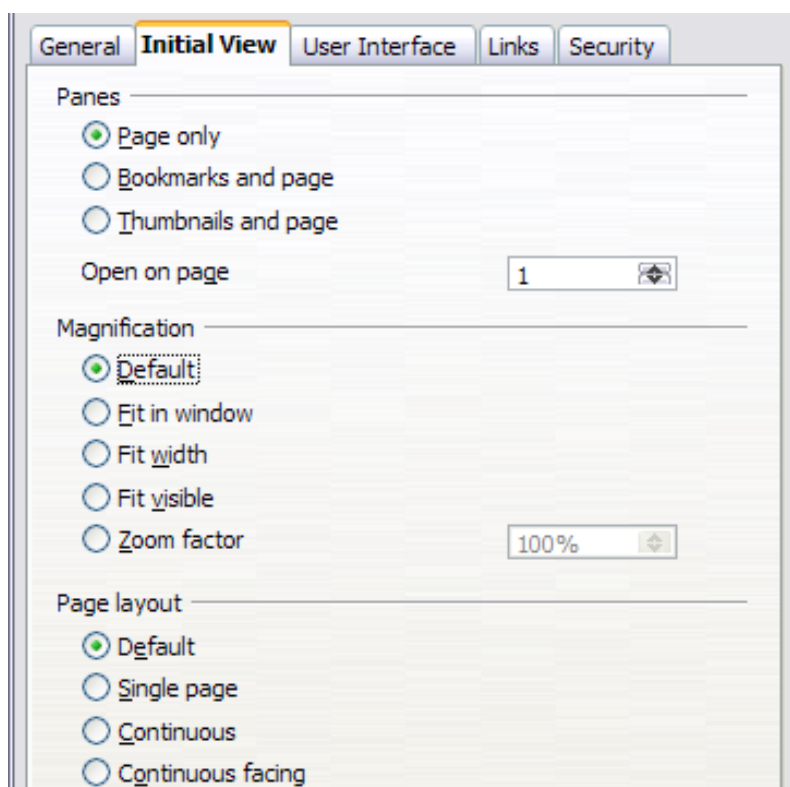 General Initial View User Interface Links Security
Panes
Page only
Bookmarks and page
Thumbnails and page
Open on page 1
Magnification
Default
Fit in window
Fit width
Fit visible
Zoom factor 100%
Page layout
Default
Single page
Continuous
Continuous facing